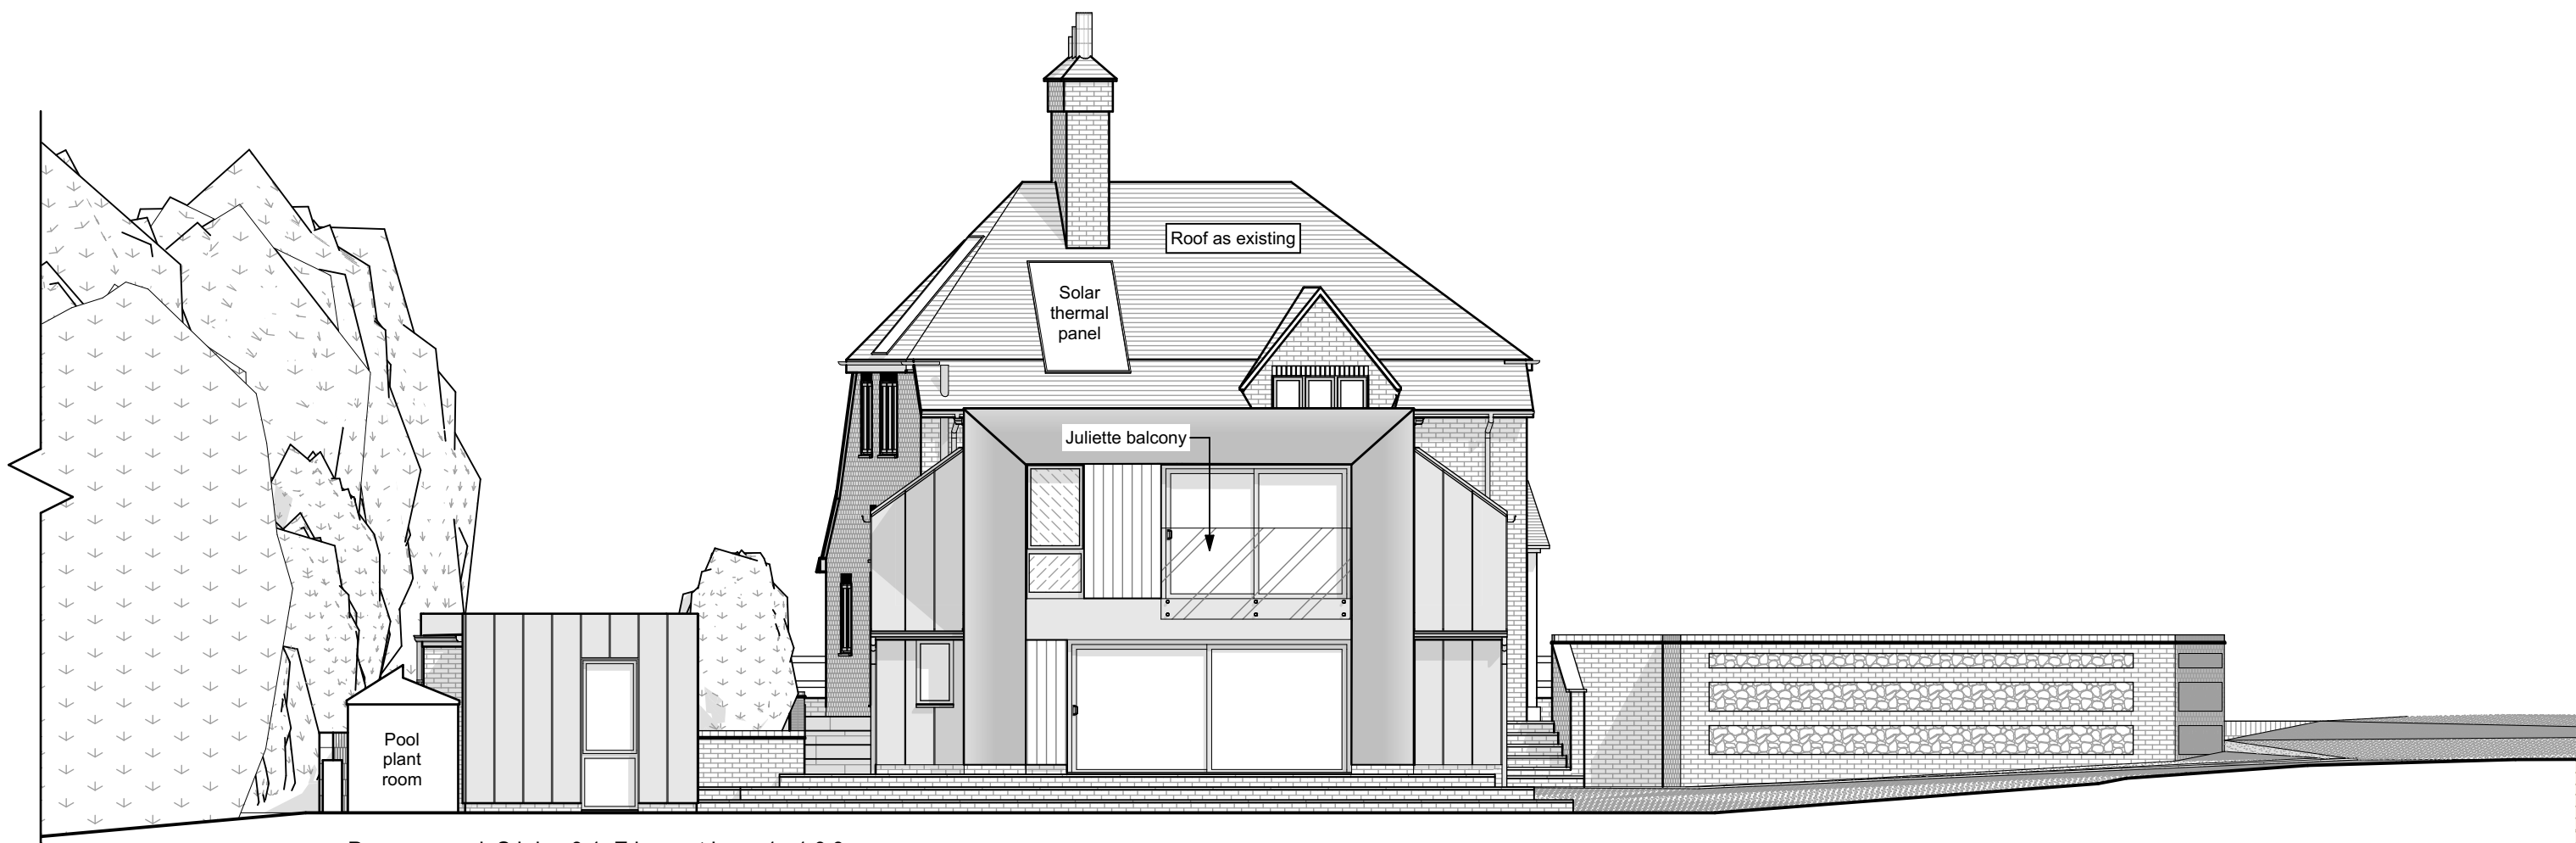 Roof as existing
Solar
thermal
panel
Juliette balcony
Pool
plant
room